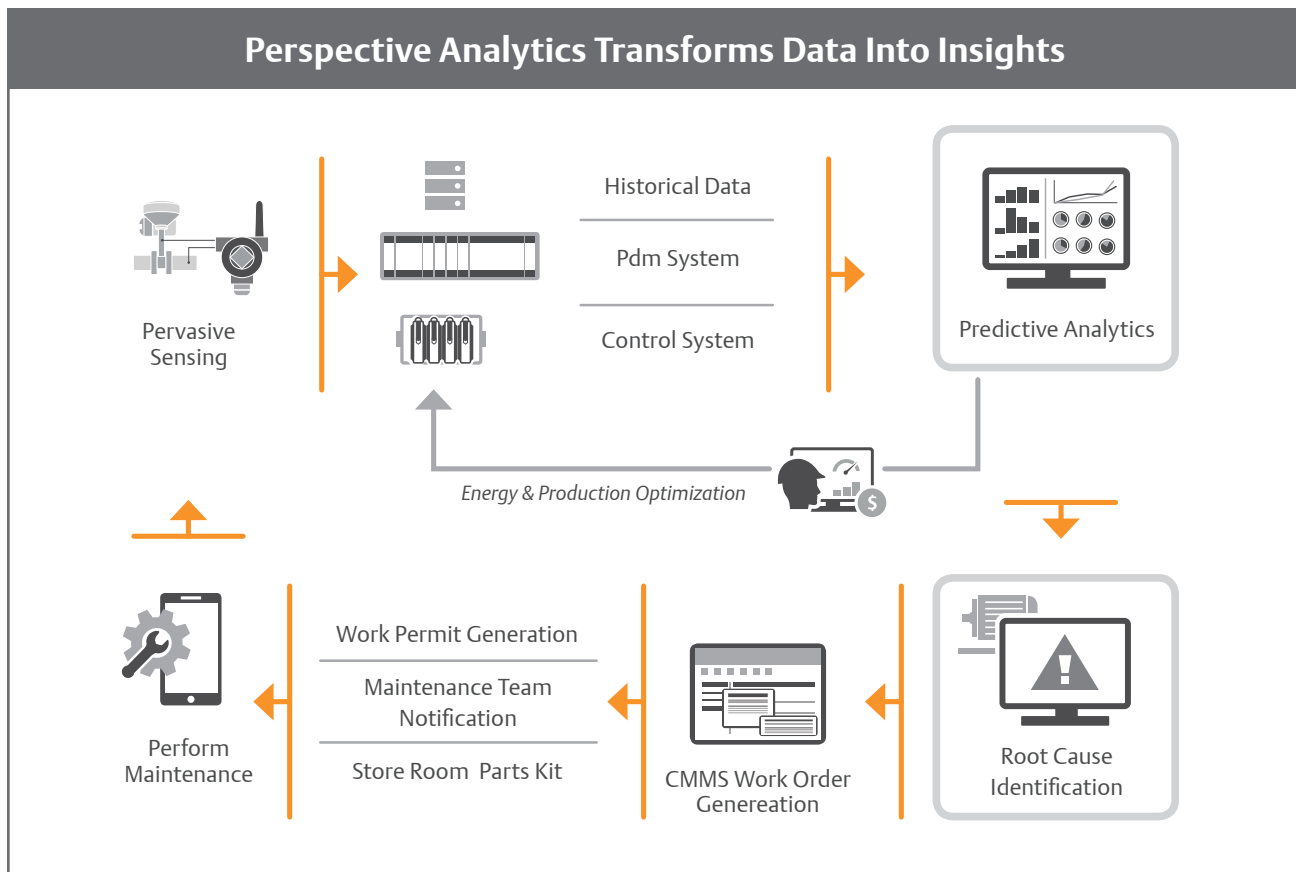 Perspective Analytics Transforms Data Into Insights
Pervasive
Sensing
Historical Data
Pdm System
Control System
Predictive Analytics
Energy & Production Optimization
$
Perform
Maintenance
Work Permit Generation
Maintenance Team
Notification
Store Room Parts Kit
CMMS Work Order
Genereation
!
Root Cause
Identification